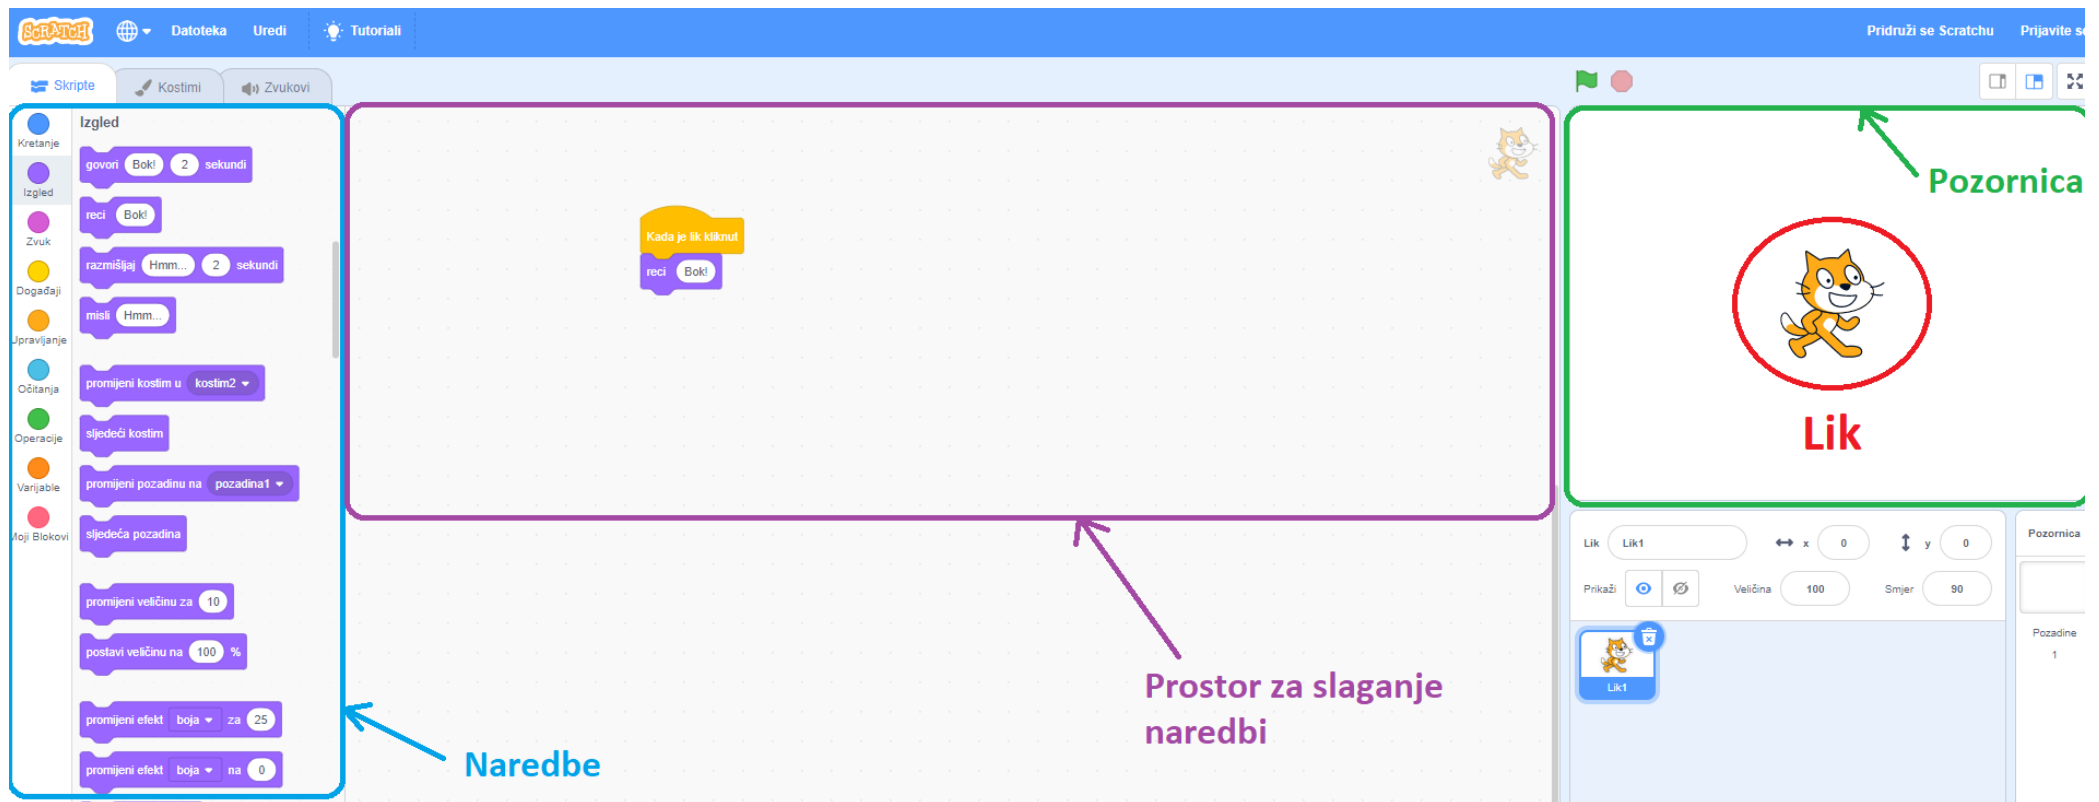 SCRATCH
Datoteka Uredi Tutoriali Pridruži se Scratchu Prijavite se
Skripte Kostimi Zvukovi
Kretanje
Izgled
Zvuk
Događaji
Upravljanje
Očitanja
Operacije
Varijable
Moji Blokovi
Izgled
govori Bok! 2 sekundi
reci Bok!
razmišljaj Hmm... 2 sekundi
misli Hmm...
promijeni kostim u kostim2
sljedeći kostim
promijeni pozadinu na pozadina1
sljedeća pozadina
promijeni veličinu za 10
postavi veličinu na 100 %
promijeni efekt boja za 25
promijeni efekt boja na 0
Naredbe
Kada je lik kliknut
reci Bok!
Prostor za slaganje
naredbi
Pozornica
Lik
Lik Lik1 x 0 y 0
Prikaži Veličina 100 Smjer 90
Lik1
Pozornica
Pozadine
1